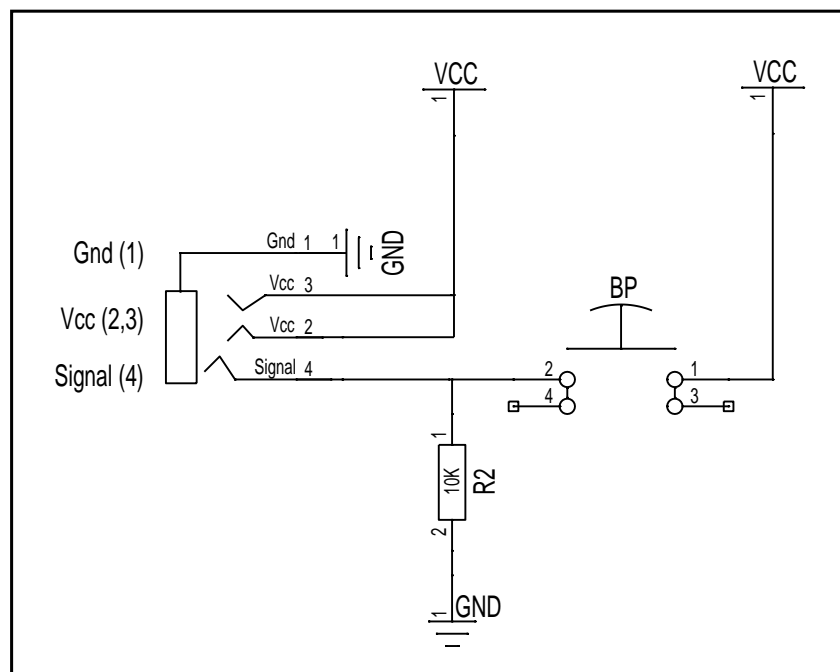 VCC
1
VCC
1
Gnd (1)
Gnd 1
1
GND
Vcc 3
Vcc (2,3)
Vcc 2
BP
Signal (4)
Signal 4
2
1
4
3
1
10K
R2
2
1
GND